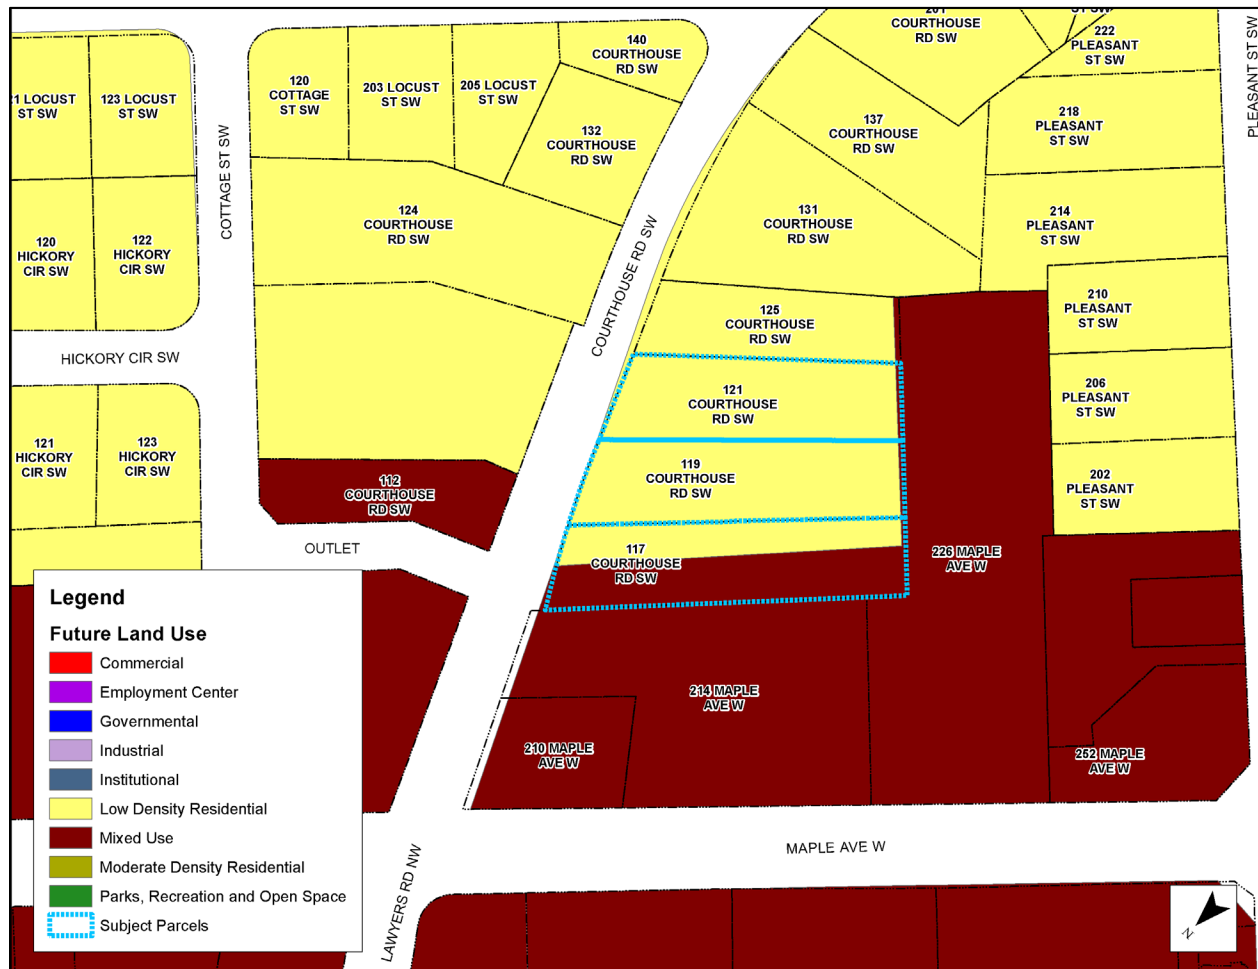 201
COURTHOUSE
RD SW
ST SW
222
PLEASANT
ST SW
PLEASANT ST SW
140
COURTHOUSE
RD SW
21 LOCUST
ST SW
123 LOCUST
ST SW
120
COTTAGE
ST SW
203 LOCUST
ST SW
205 LOCUST
ST SW
132
COURTHOUSE
RD SW
137
COURTHOUSE
RD SW
218
PLEASANT
ST SW
COTTAGE ST SW
124
COURTHOUSE
RD SW
131
COURTHOUSE
RD SW
214
PLEASANT
ST SW
120
HICKORY
CIR SW
122
HICKORY
CIR SW
COURTHOUSE RD SW
125
COURTHOUSE
RD SW
210
PLEASANT
ST SW
HICKORY CIR SW
121
COURTHOUSE
RD SW
206
PLEASANT
ST SW
121
HICKORY
CIR SW
123
HICKORY
CIR SW
112
COURTHOUSE
RD SW
119
COURTHOUSE
RD SW
202
PLEASANT
ST SW
OUTLET
117
COURTHOUSE
RD SW
226 MAPLE
AVE W
214 MAPLE
AVE W
210 MAPLE
AVE W
252 MAPLE
AVE W
MAPLE AVE W
LAWYERS RD NW
Legend
Future Land Use
Commercial
Employment Center
Governmental
Industrial
Institutional
Low Density Residential
Mixed Use
Moderate Density Residential
Parks, Recreation and Open Space
Subject Parcels
N